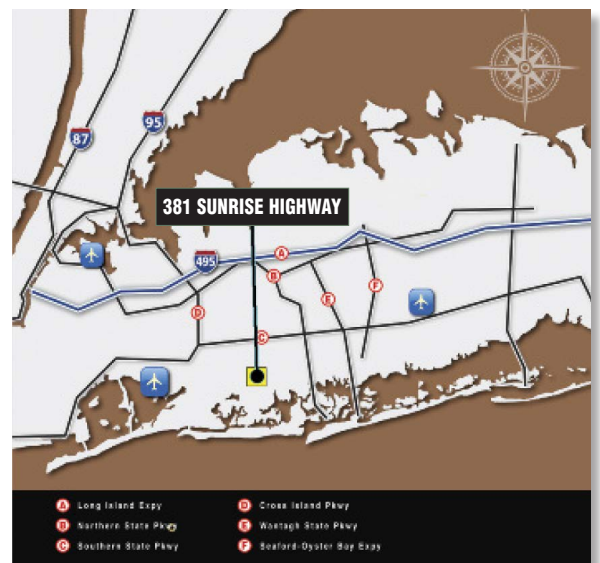 95
87
381 SUNRISE HIGHWAY
A
495
B
F
E
D
C
A Long Island Expy
B Northern State Pkwy
C Southern State Pkwy
D Cross Island Pkwy
E Wantagh State Pkwy
F Seaford-Oyster Bay Expy